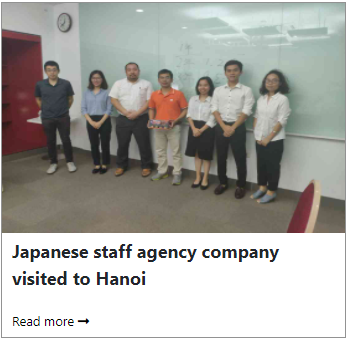 Japanese staff agency company
visited to Hanoi
Read more ➞